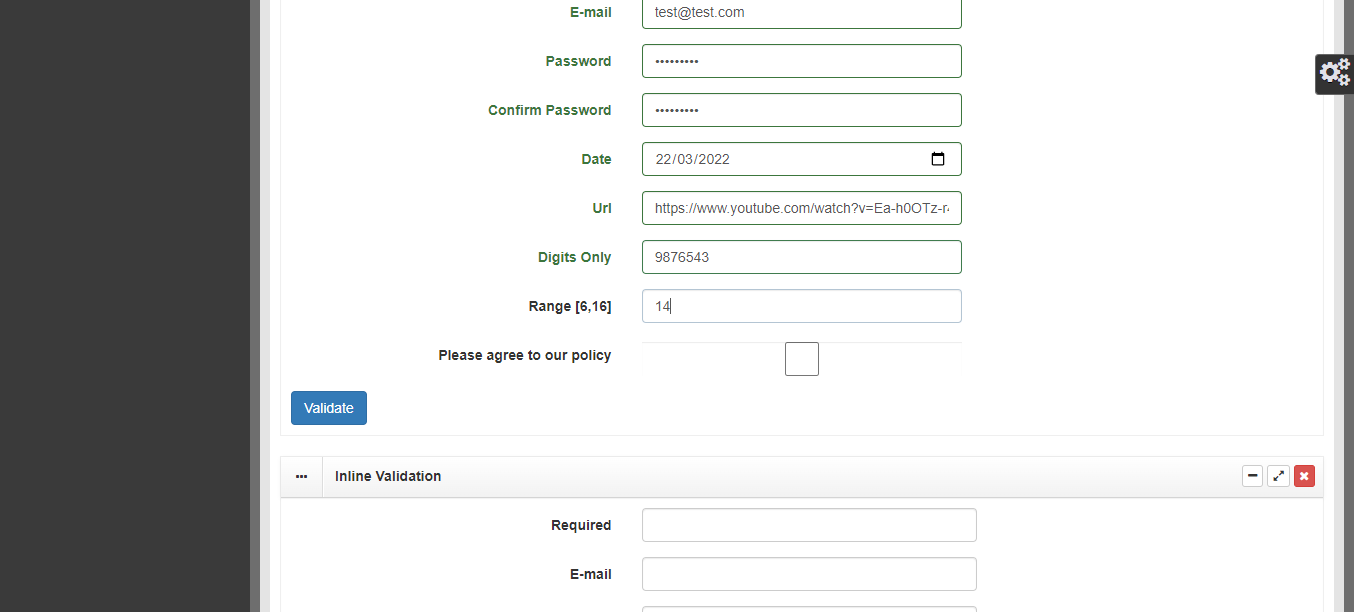 E-mail test@test.com
Password •••••••••
Confirm Password •••••••••
Date 22/03/2022
Url https://www.youtube.com/watch?v=Ea-h0OTz-r
Digits Only 9876543
Range [6,16] 14
Please agree to our policy
Validate
Inline Validation
Required
E-mail